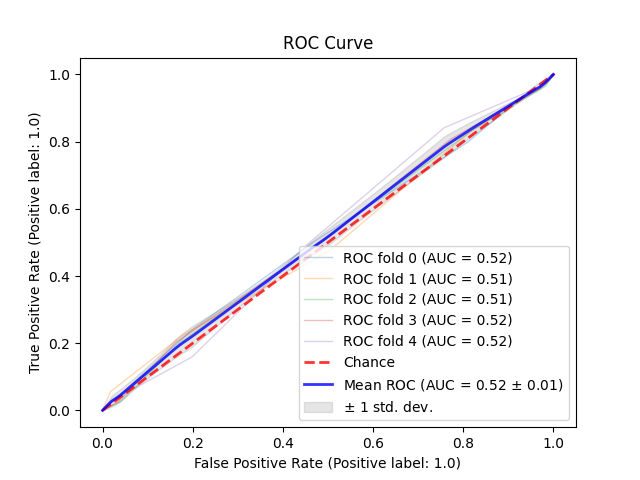 ROC Curve
True Positive Rate (Positive label: 1.0)
1.0
0.8
0.6
0.4
0.2
0.0
ROC fold 0 (AUC = 0.52)
ROC fold 1 (AUC = 0.51)
ROC fold 2 (AUC = 0.51)
ROC fold 3 (AUC = 0.52)
ROC fold 4 (AUC = 0.52)
Chance
Mean ROC (AUC = 0.52 ± 0.01)
± 1 std. dev.
0.0 0.2 0.4 0.6 0.8 1.0
False Positive Rate (Positive label: 1.0)